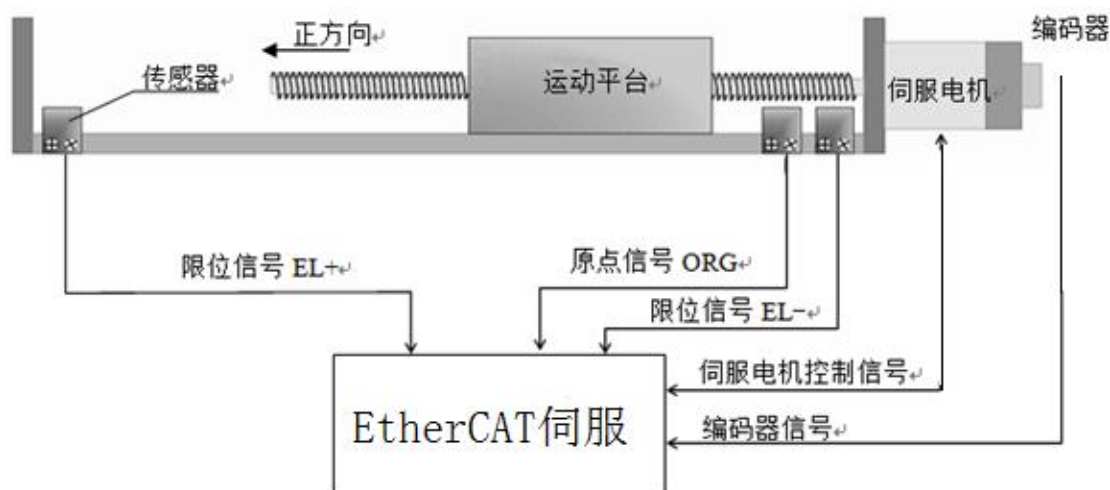 编码器
正方向
传感器
运动平台
伺服电机
限位信号 EL+
原点信号 ORG
限位信号 EL-
伺服电机控制信号
EtherCAT伺服
编码器信号